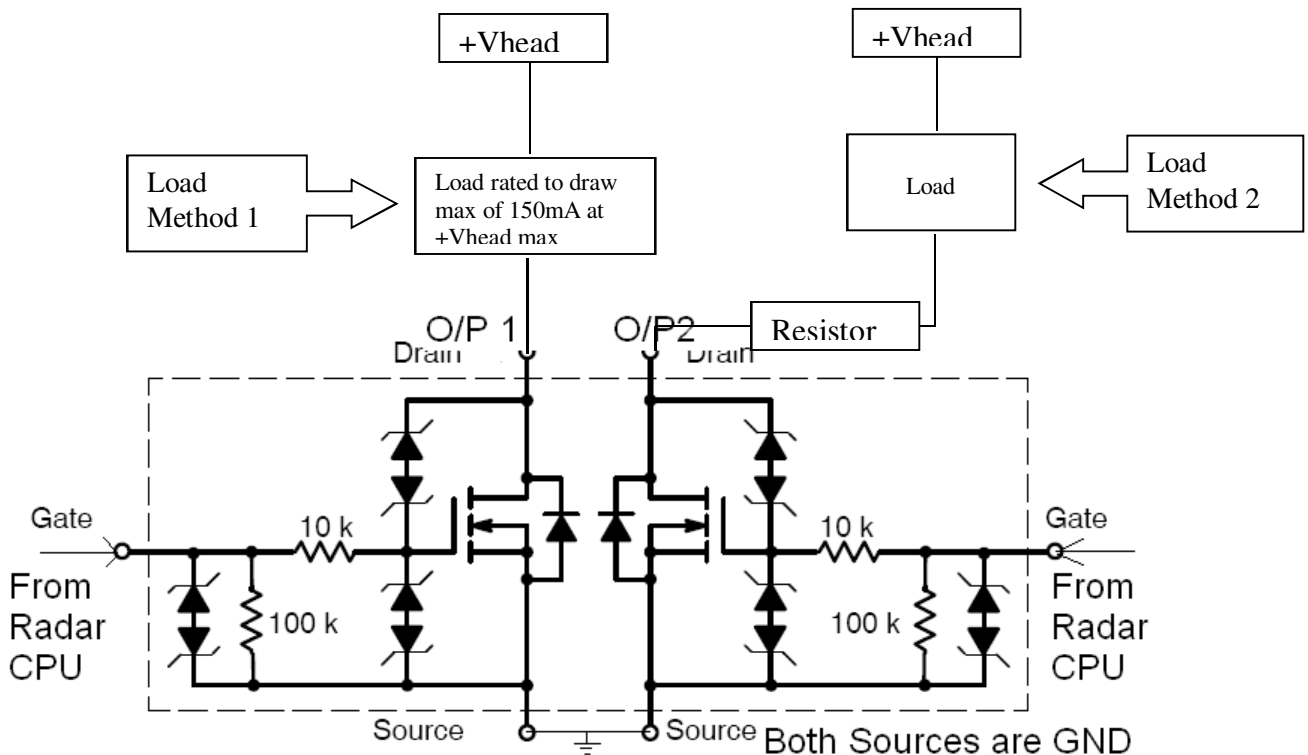 +Vhead
+Vhead
Load
Method 1
Load rated to draw
max of 150mA at
+Vhead max
Load
Load
Method 2
O/P 1
O/P2
Resistor
Drain
Drain
Gate
10 k
10 k
Gate
From
Radar
CPU
100 k
100 k
From
Radar
CPU
Source
Source
Both Sources are GND